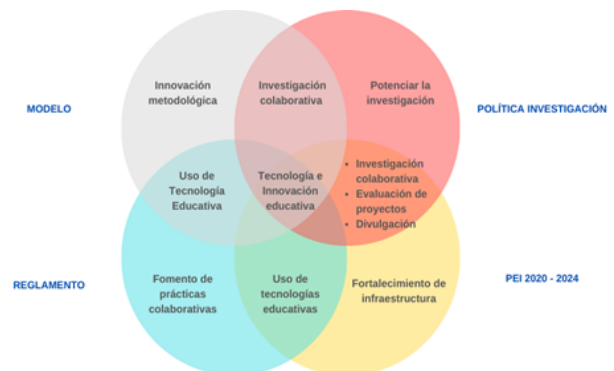 Innovación
metodológica
Investigación
colaborativa
Potenciar la
investigación
MODELO
POLÍTICA INVESTIGACIÓN
Uso de
Tecnología
Educativa
Tecnología e
Innovación
educativa
• Investigación
colaborativa
• Evaluación de
proyectos
• Divulgación
REGLAMENTO
Fomento de
prácticas
colaborativas
Uso de
tecnologías
educativas
Fortalecimiento de
infraestructura
PEI 2020 - 2024